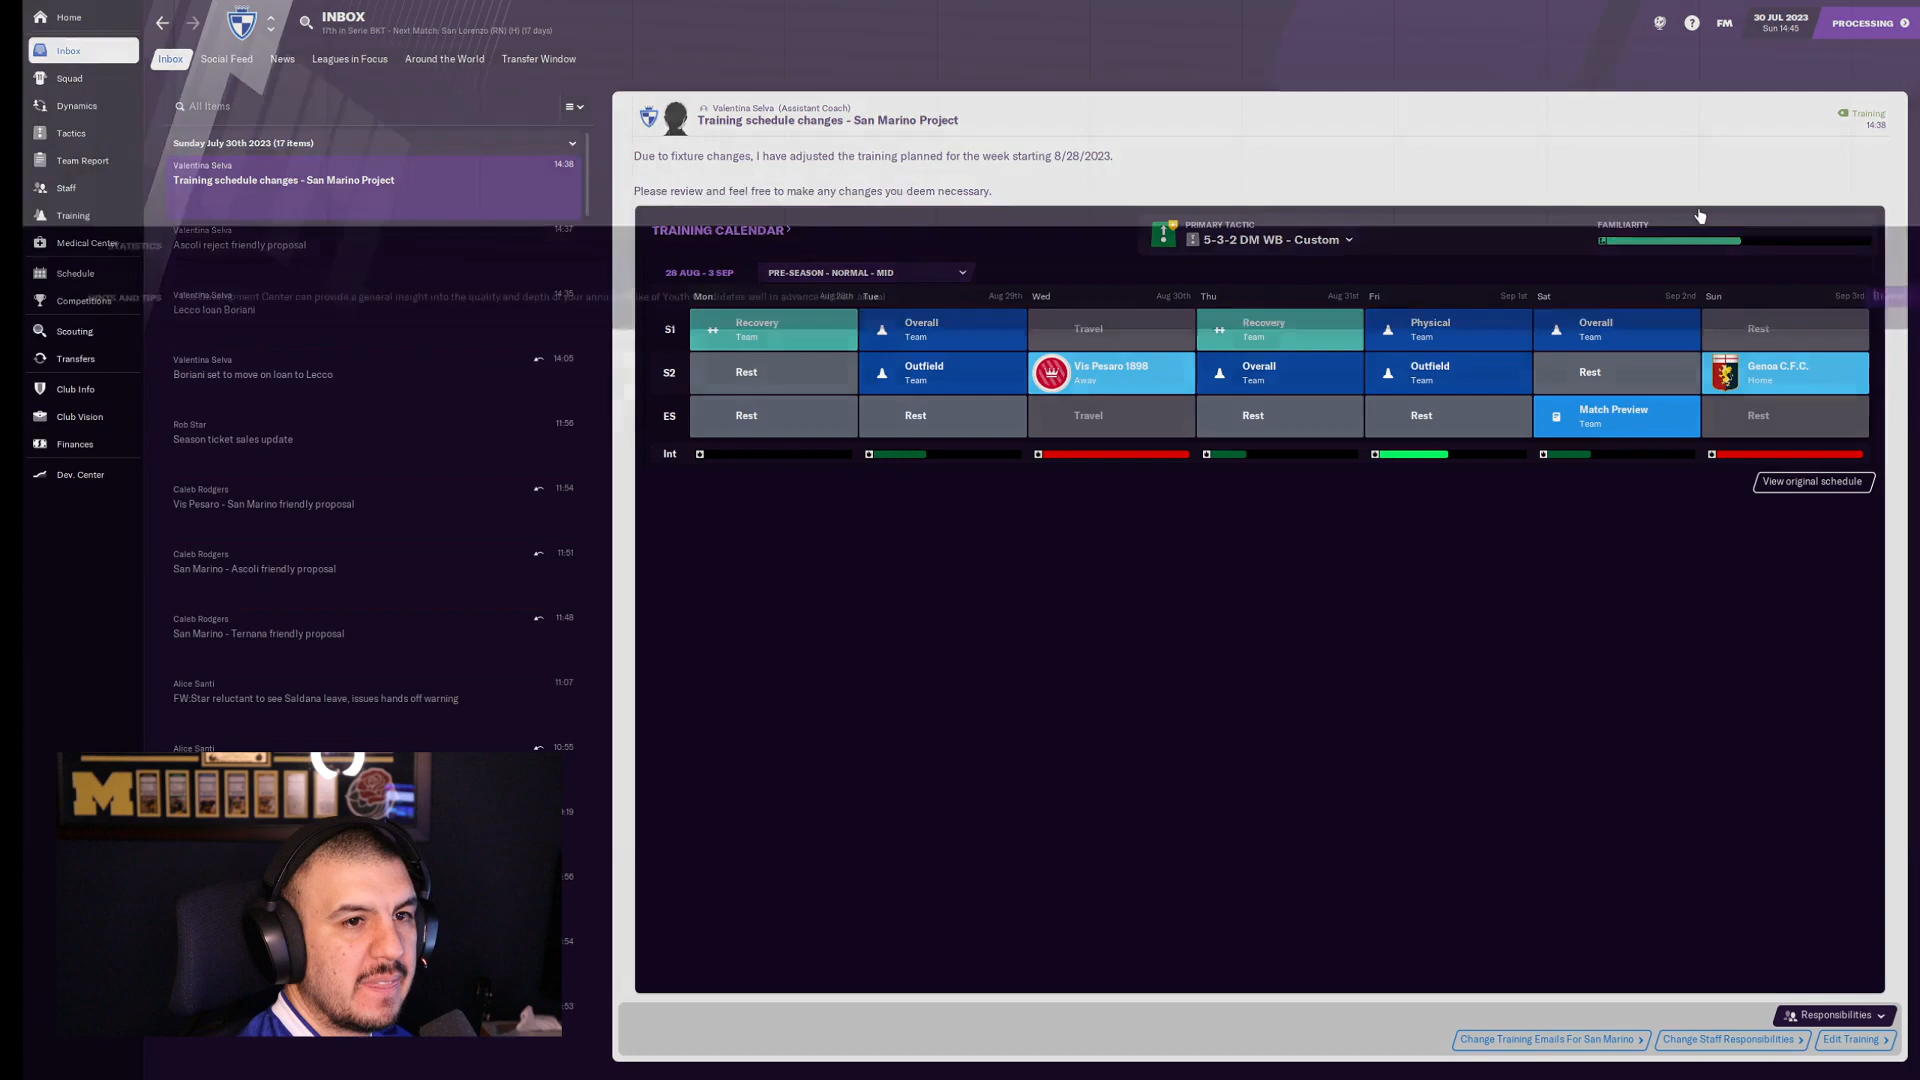 Home
INBOX
17th in Serie BKT - Next Match: San Lorenzo (RN) (H) (17 days)
FM
30 JUL 2023
Sun 14:45
PROCESSING
Inbox
Squad
Dynamics
Tactics
Team Report
Staff
Training
Medical Center
Schedule
Competitions
Scouting
Transfers
Club Info
Club Vision
Finances
Dev. Center
STATISTICS
HINTS AND TIPS
Inbox
Social Feed
News
Leagues in Focus
Around the World
Transfer Window
All Items
Sunday July 30th 2023 (17 items)
Valentina Selva
14:38
Training schedule changes - San Marino Project
Valentina Selva
14:37
Ascoli reject friendly proposal
Valentina Selva
14:35
Lecco loan Boriani
Valentina Selva
14:05
Boriani set to move on loan to Lecco
Rob Star
11:56
Season ticket sales update
Caleb Rodgers
11:54
Vis Pesaro - San Marino friendly proposal
Caleb Rodgers
11:51
San Marino - Ascoli friendly proposal
Caleb Rodgers
11:48
San Marino - Ternana friendly proposal
Alice Santi
11:07
FW:Star reluctant to see Saldana leave, issues hands off warning
Alice Santi
10:55
:19
:56
:54
:53
M
Valentina Selva (Assistant Coach)
Training schedule changes - San Marino Project
Training
14:38
Due to fixture changes, I have adjusted the training planned for the week starting 8/28/2023.
Please review and feel free to make any changes you deem necessary.
TRAINING CALENDAR
PRIMARY TACTIC
5-3-2 DM WB - Custom
FAMILIARITY
28 AUG - 3 SEP
PRE-SEASON - NORMAL - MID
Mon Aug 28th Tue Aug 29th Wed Aug 30th Thu Aug 31st Fri Sep 1st Sat Sep 2nd Sun Sep 3rd
S1
Recovery
Team
Overall
Team
Travel
Recovery
Team
Physical
Team
Overall
Team
Rest
S2
Rest
Outfield
Team
Vis Pesaro 1898
Away
Overall
Team
Outfield
Team
Rest
Genoa C.F.C.
Home
ES
Rest
Rest
Travel
Rest
Rest
Match Preview
Team
Rest
Int
View original schedule
Responsibilities
Change Training Emails For San Marino
Change Staff Responsibilities
Edit Training